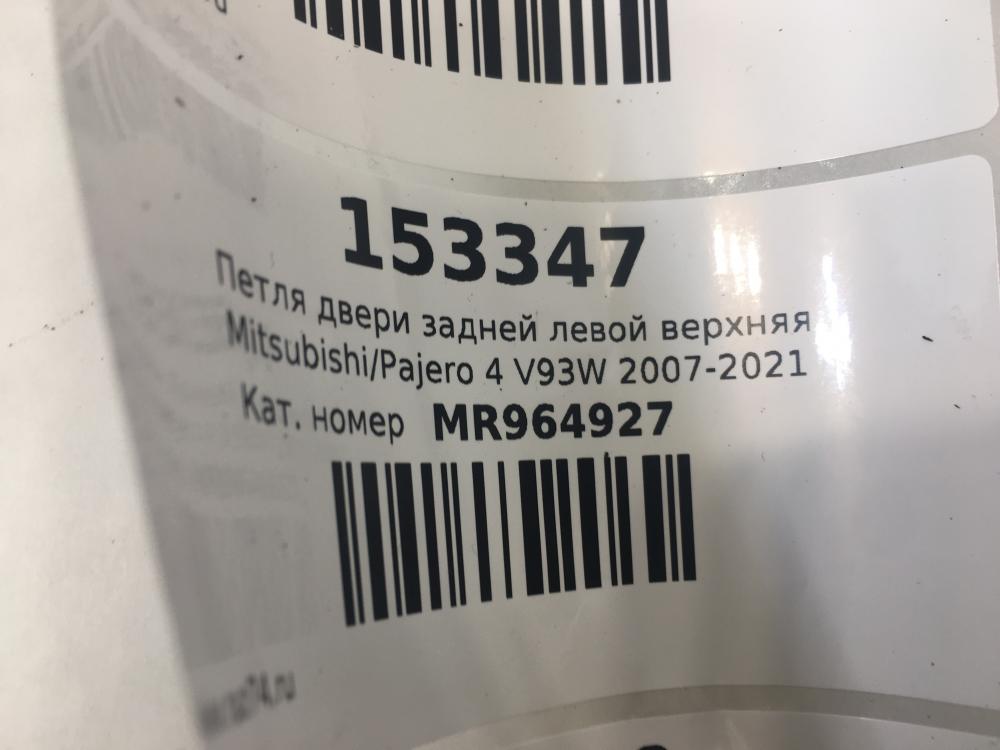 153347
Петля двери задней левой верхняя
Mitsubishi/Pajero 4 V93W 2007-2021
Кат. номер MR964927